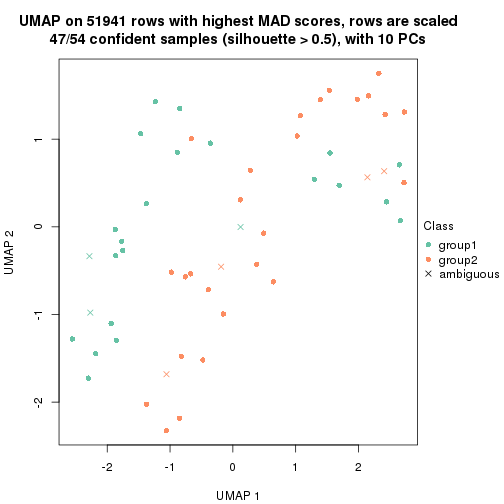 UMAP on 51941 rows with highest MAD scores, rows are scaled
47/54 confident samples (silhouette > 0.5), with 10 PCs
1
0
-1
-2
UMAP 2
-2
-1
0
1
2
UMAP 1
Class
group1
group2
ambiguous